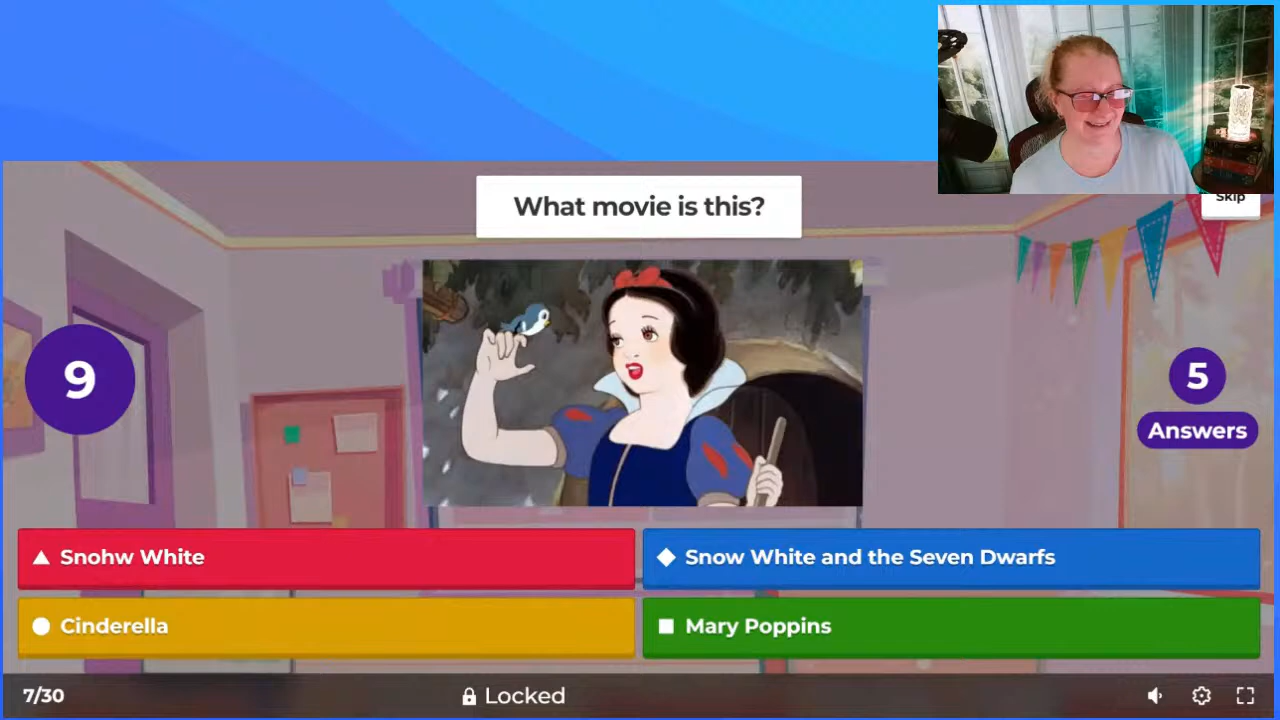 What movie is this?
Skip
9
5
Answers
Snohw White
Snow White and the Seven Dwarfs
Cinderella
Mary Poppins
7/30
Locked